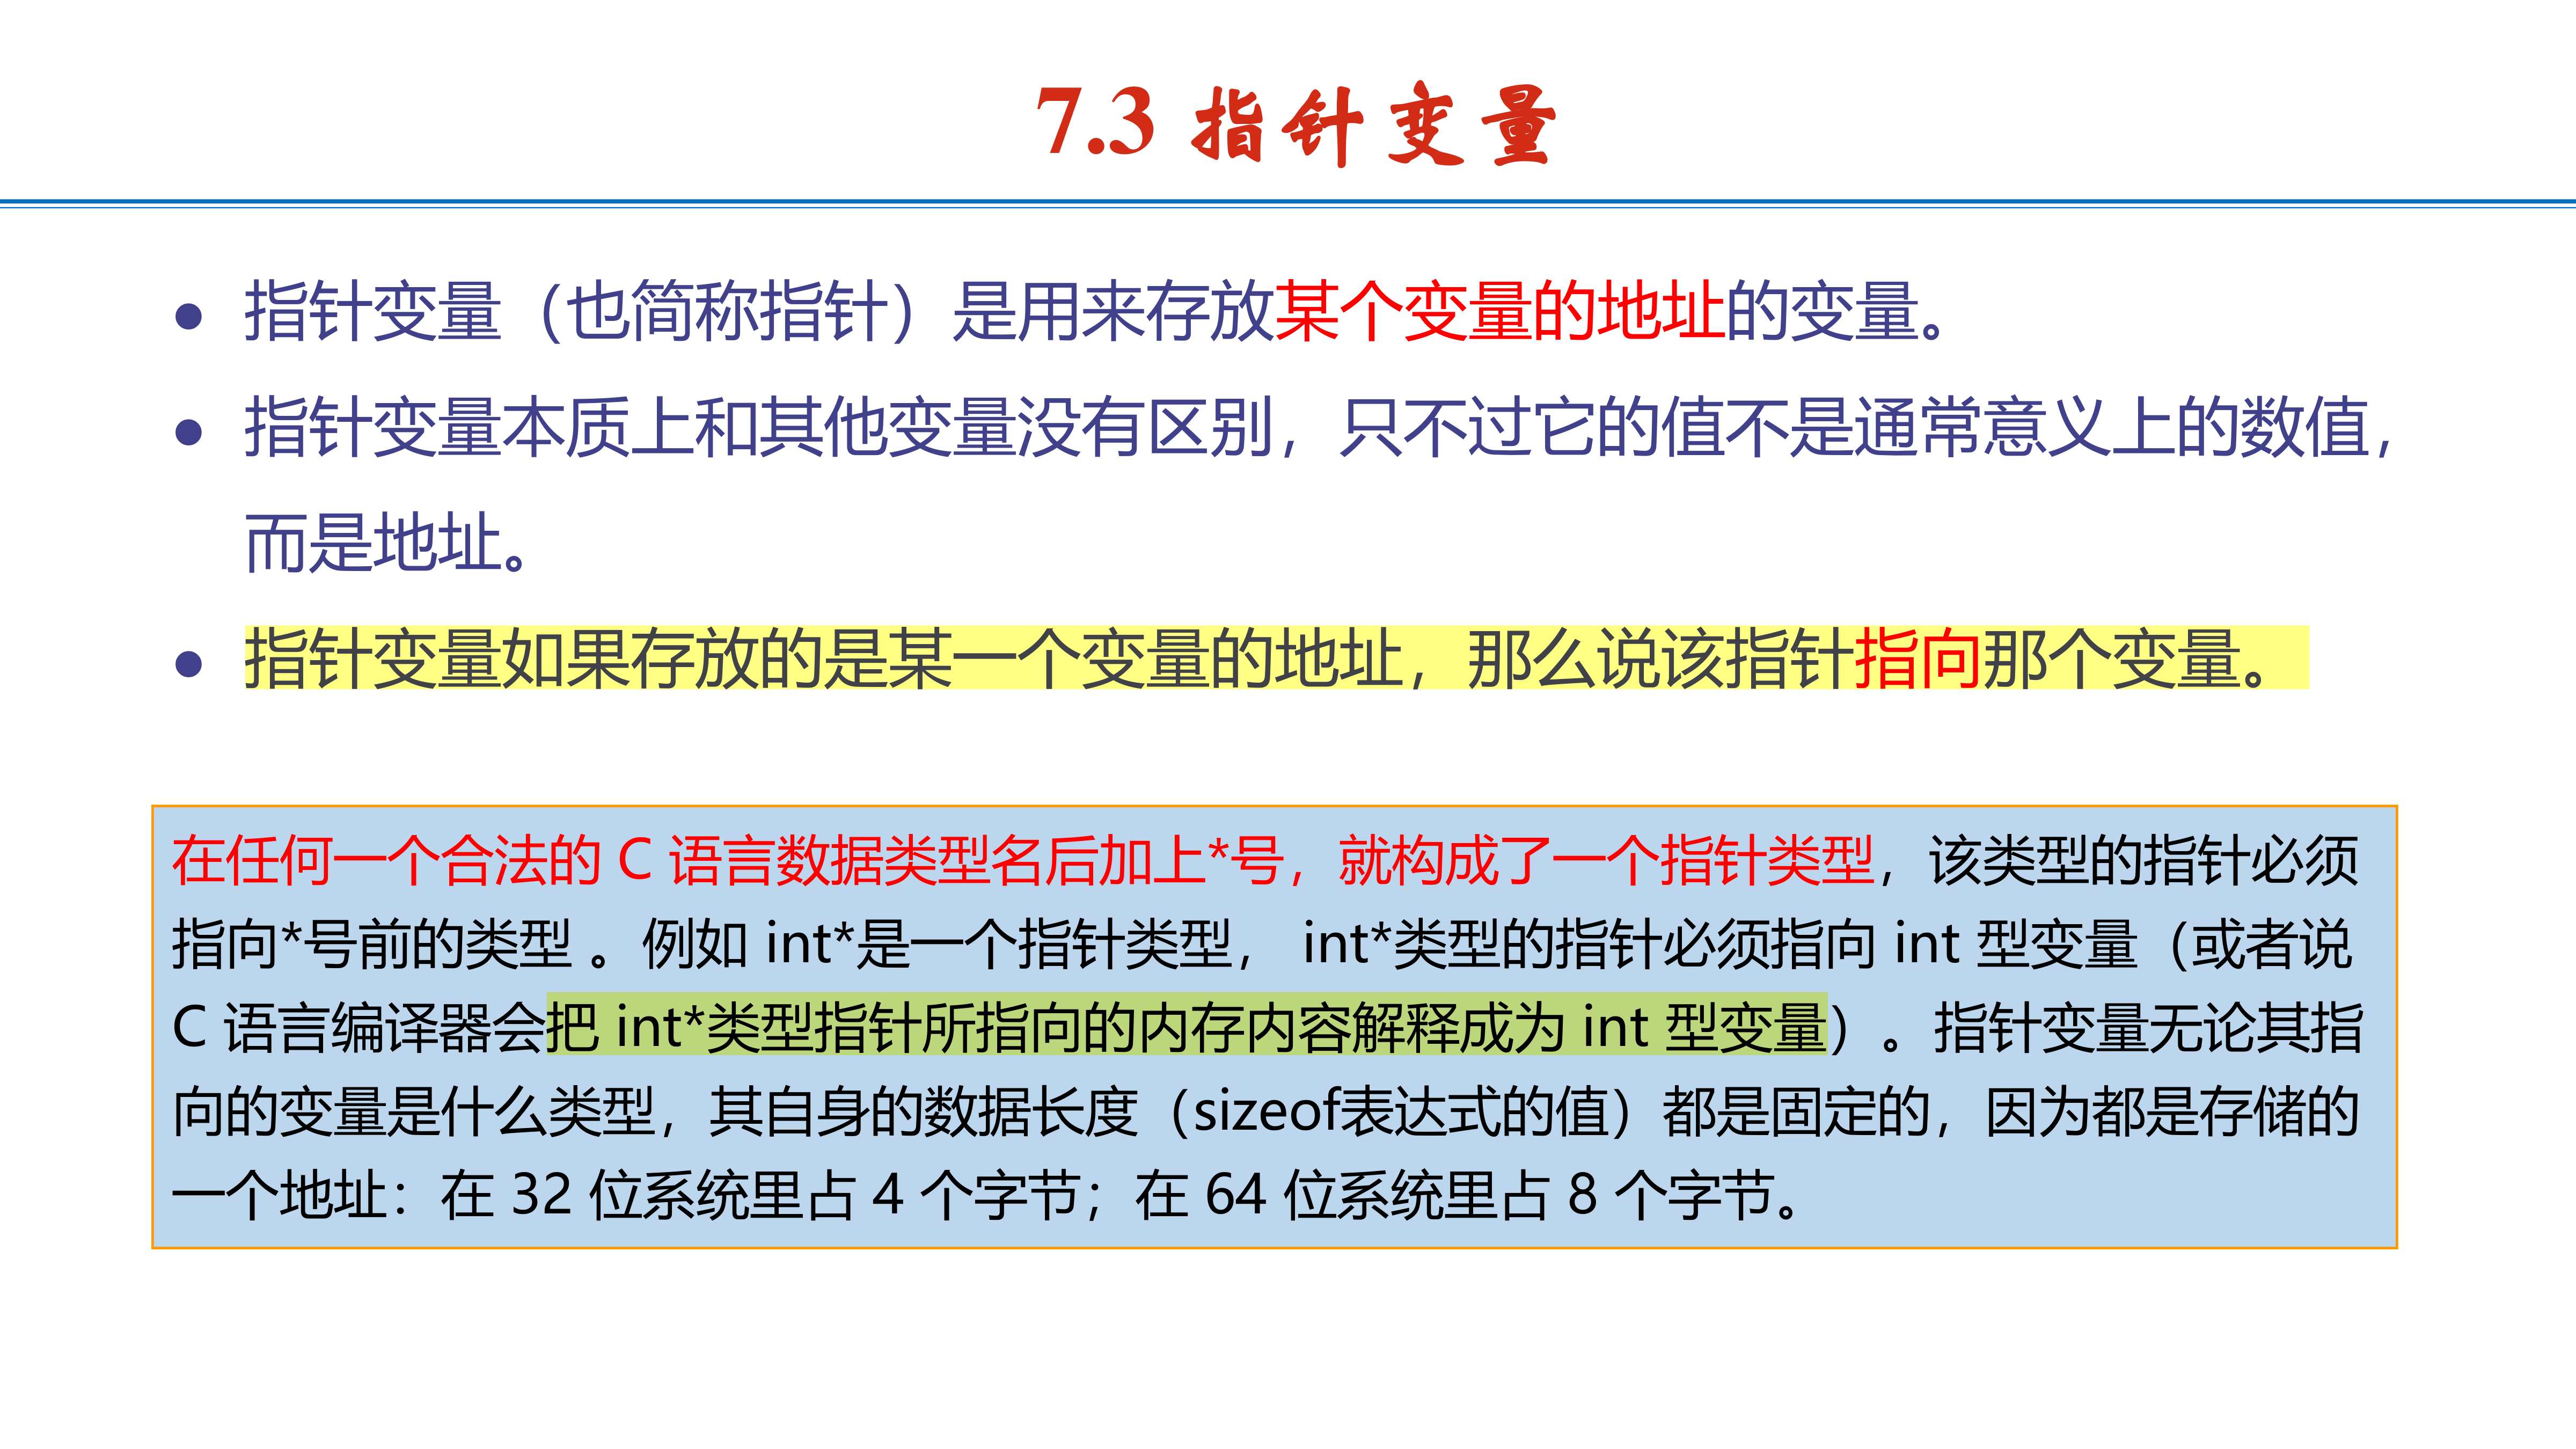 7.3 指针变量
● 指针变量（也简称指针）是用来存放某个变量的地址的变量。
● 指针变量本质上和其他变量没有区别，只不过它的值不是通常意义上的数值，
而是地址。
● 指针变量如果存放的是某一个变量的地址，那么说该指针指向那个变量。
在任何一个合法的 C 语言数据类型名后加上*号，就构成了一个指针类型，该类型的指针必须
指向*号前的类型 。例如 int*是一个指针类型， int*类型的指针必须指向 int 型变量（或者说
C 语言编译器会把 int*类型指针所指向的内存内容解释成为 int 型变量）。指针变量无论其指
向的变量是什么类型，其自身的数据长度（sizeof表达式的值）都是固定的，因为都是存储的
一个地址：在 32 位系统里占 4 个字节；在 64 位系统里占 8 个字节。